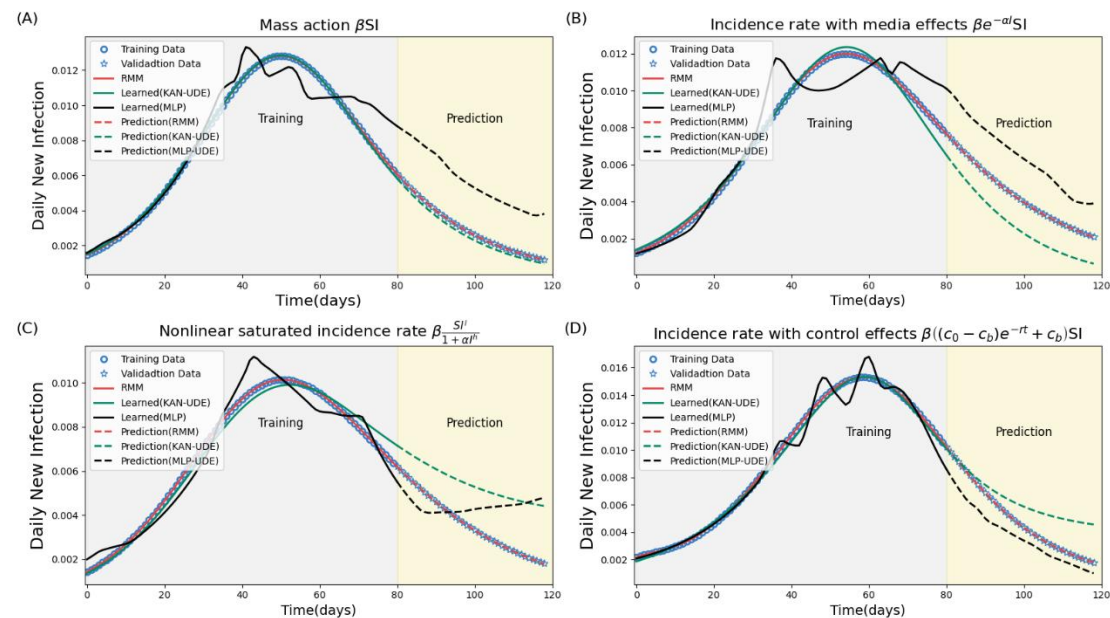 (A)
Mass action βSI
Training Data
Validadtion Data
RMM
Learned(KAN-UDE)
Learned(MLP)
Prediction(RMM)
Prediction(KAN-UDE)
Prediction(MLP-UDE)
Training
Prediction
Daily New Infection
0.012
0.010
0.008
0.006
0.004
0.002
0 20 40 60 80 100 120
Time(days)
(B)
Incidence rate with media effects βe^{-αI}SI
Training Data
Validadtion Data
RMM
Learned(KAN-UDE)
Learned(MLP)
Prediction(RMM)
Prediction(KAN-UDE)
Prediction(MLP-UDE)
Training
Prediction
Daily New Infection
0.012
0.010
0.008
0.006
0.004
0.002
0 20 40 60 80 100 120
Time(days)
(C)
Nonlinear saturated incidence rate β\frac{SI^l}{1+αI^h}
Training Data
Validadtion Data
RMM
Learned(KAN-UDE)
Learned(MLP)
Prediction(RMM)
Prediction(KAN-UDE)
Prediction(MLP-UDE)
Training
Prediction
Daily New Infection
0.010
0.008
0.006
0.004
0.002
0 20 40 60 80 100 120
Time(days)
(D)
Incidence rate with control effects β((c_0 − c_b)e^{-rt} + c_b)SI
Training Data
Validadtion Data
RMM
Learned(KAN-UDE)
Learned(MLP)
Prediction(RMM)
Prediction(KAN-UDE)
Prediction(MLP-UDE)
Training
Prediction
Daily New Infection
0.016
0.014
0.012
0.010
0.008
0.006
0.004
0.002
0 20 40 60 80 100 120
Time(days)